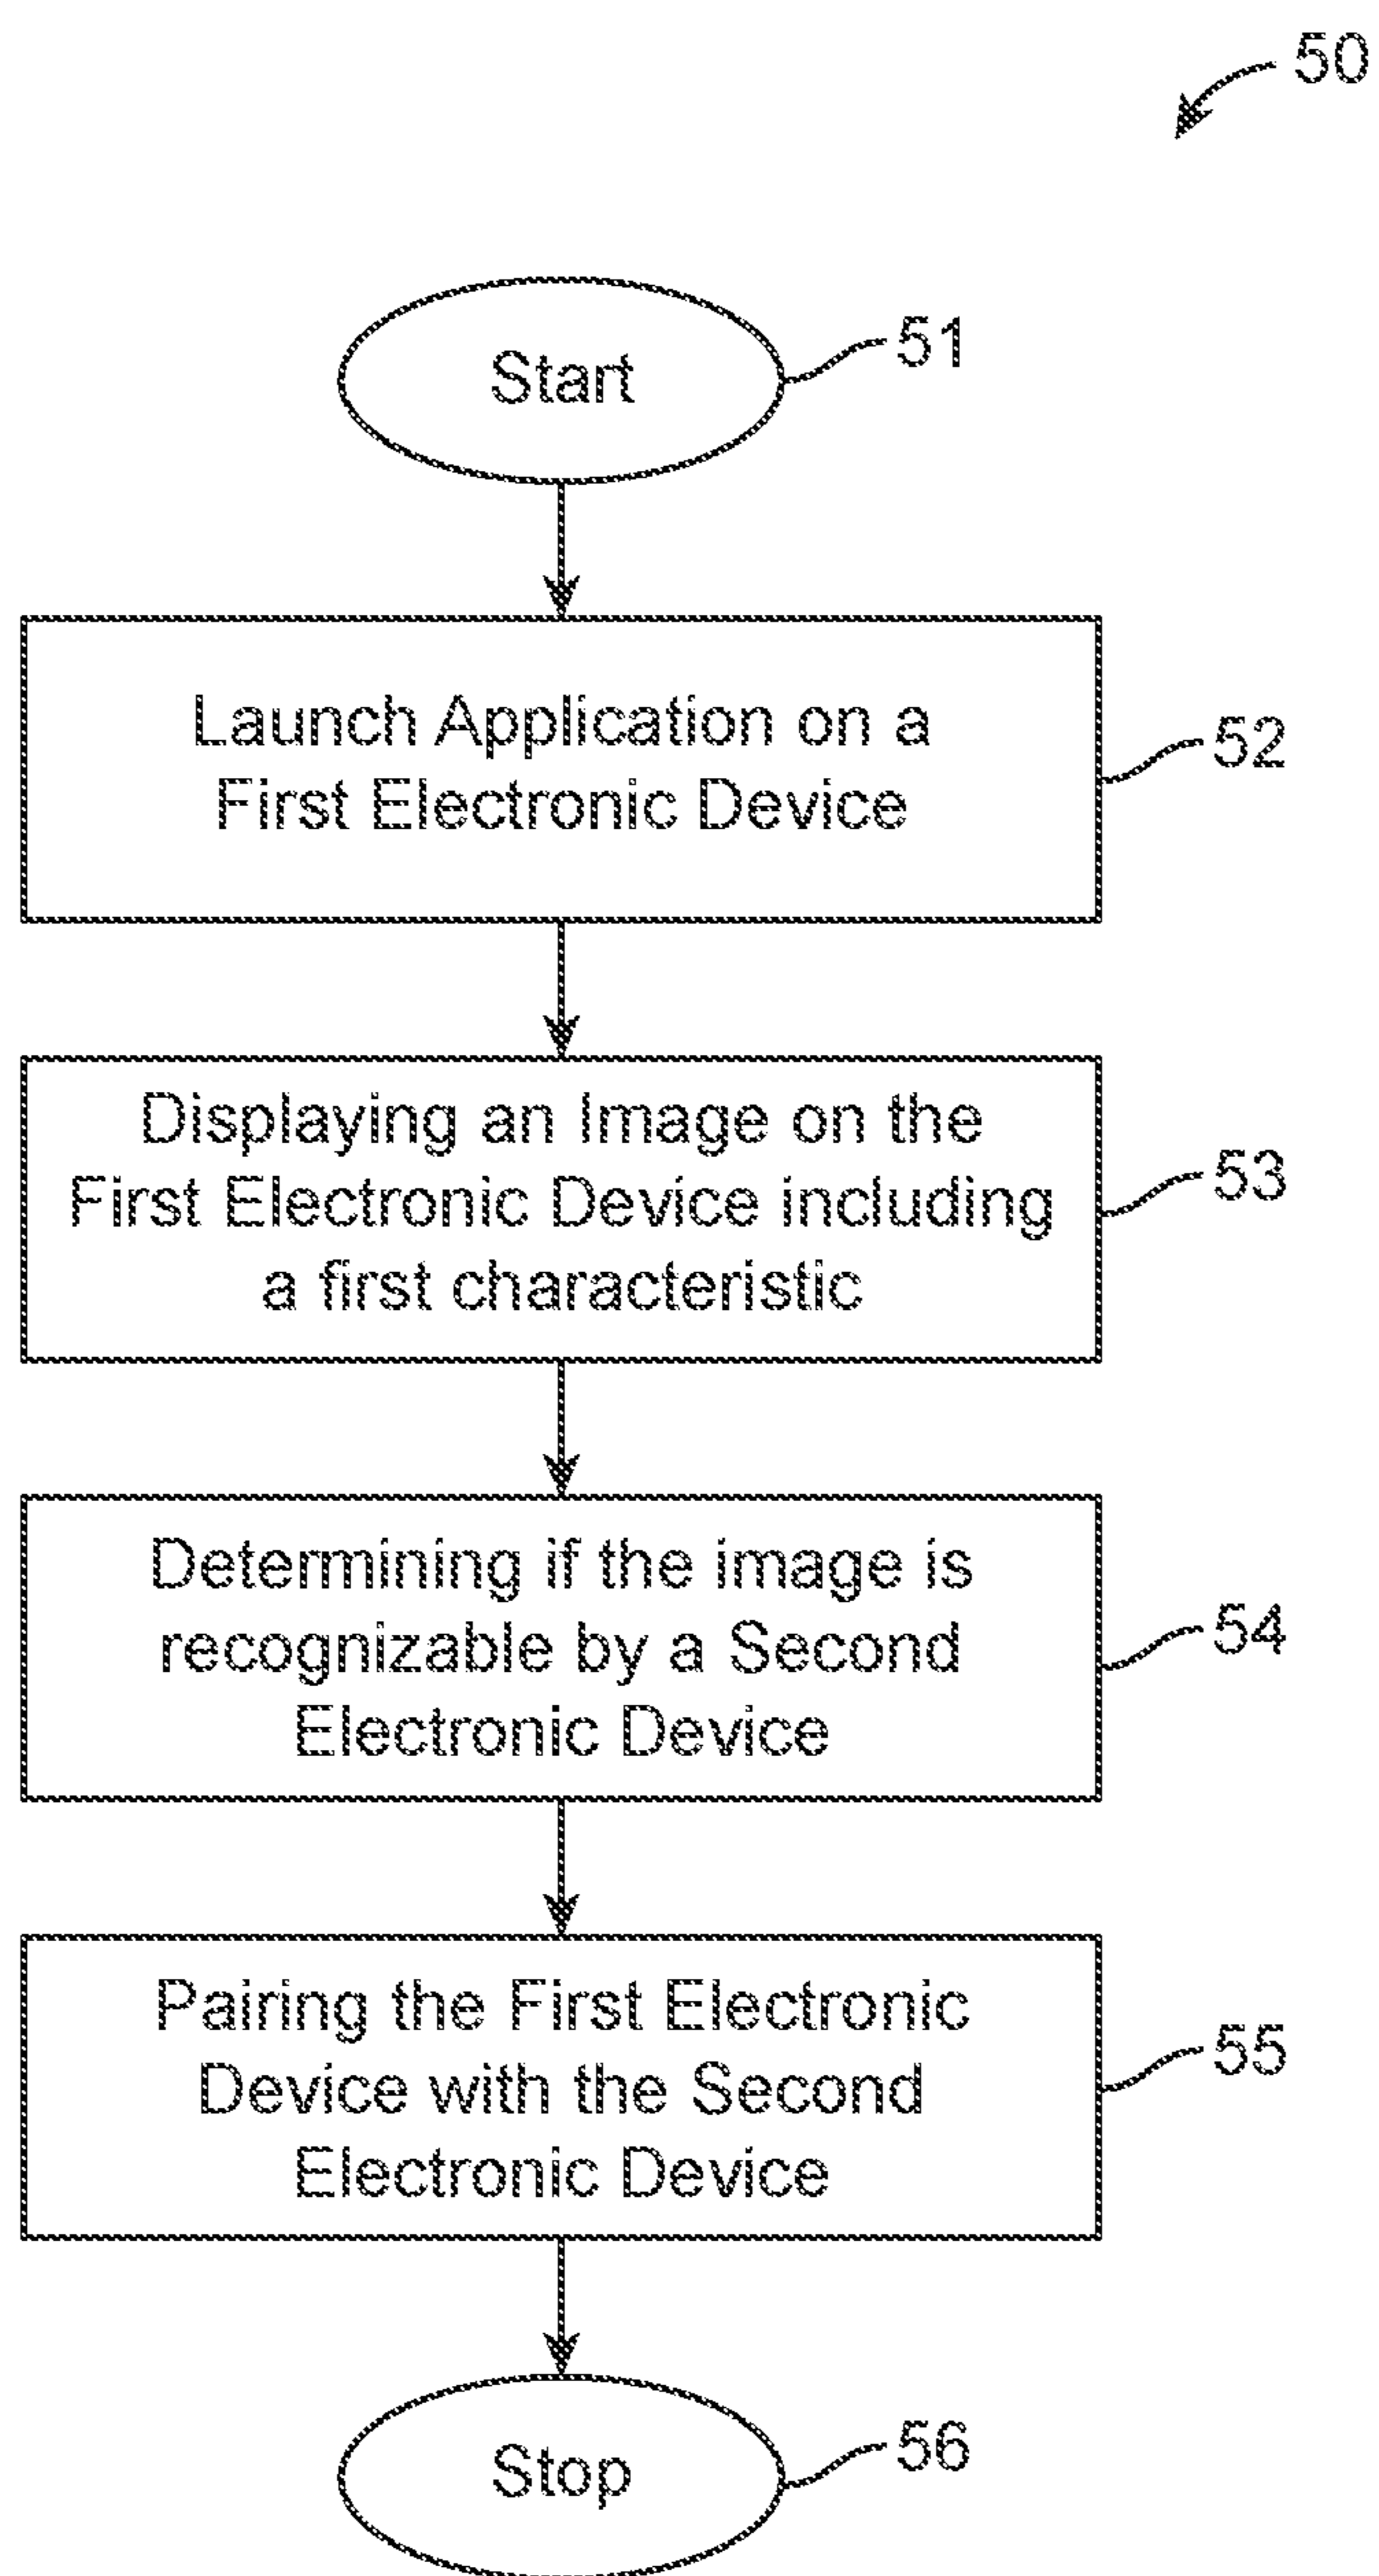 50
Start
51
Launch Application on a
First Electronic Device
52
Displaying an Image on the
First Electronic Device including
a first characteristic
53
Determining if the image is
recognizable by a Second
Electronic Device
54
Pairing the First Electronic
Device with the Second
Electronic Device
55
Stop
56